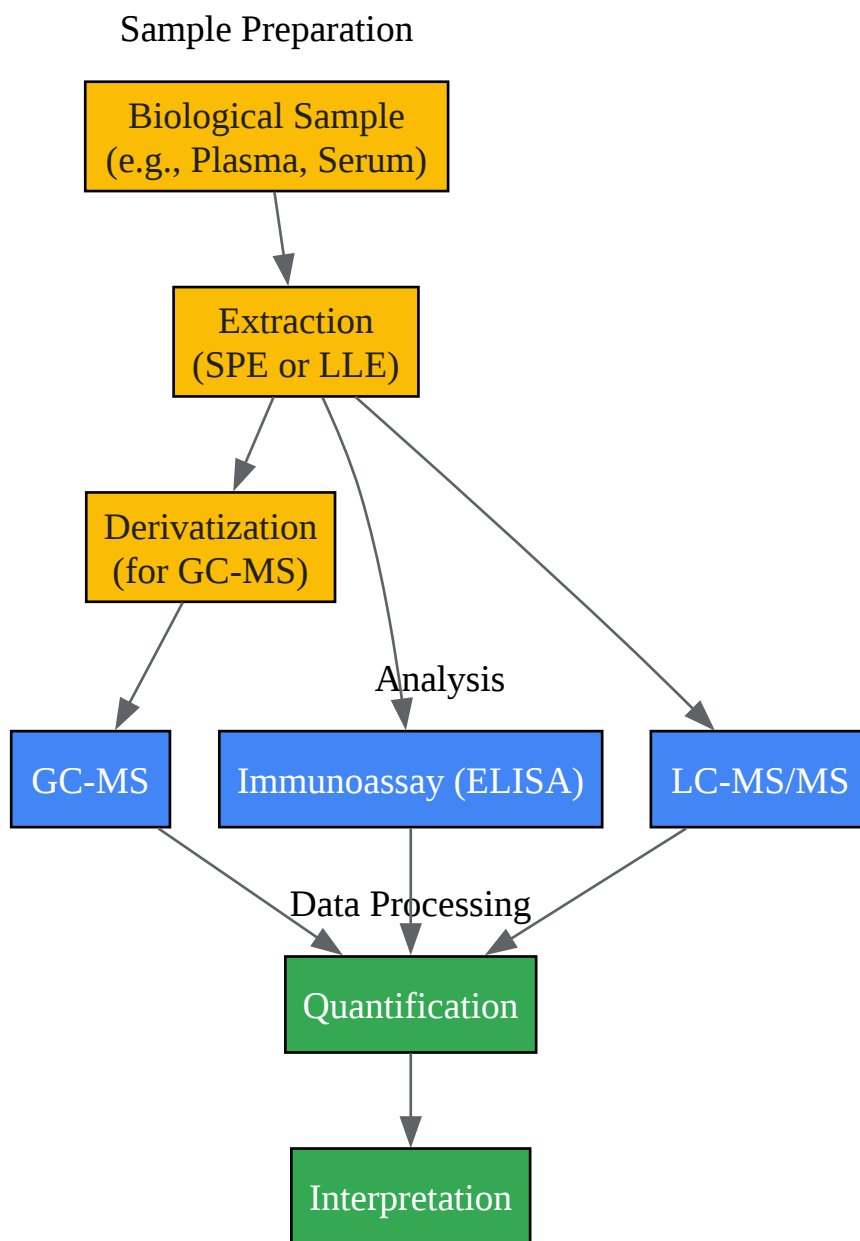 Sample Preparation
Biological Sample
(e.g., Plasma, Serum)
Extraction
(SPE or LLE)
Derivatization
(for GC-MS)
Analysis
GC-MS
Immunoassay (ELISA)
LC-MS/MS
Data Processing
Quantification
Interpretation